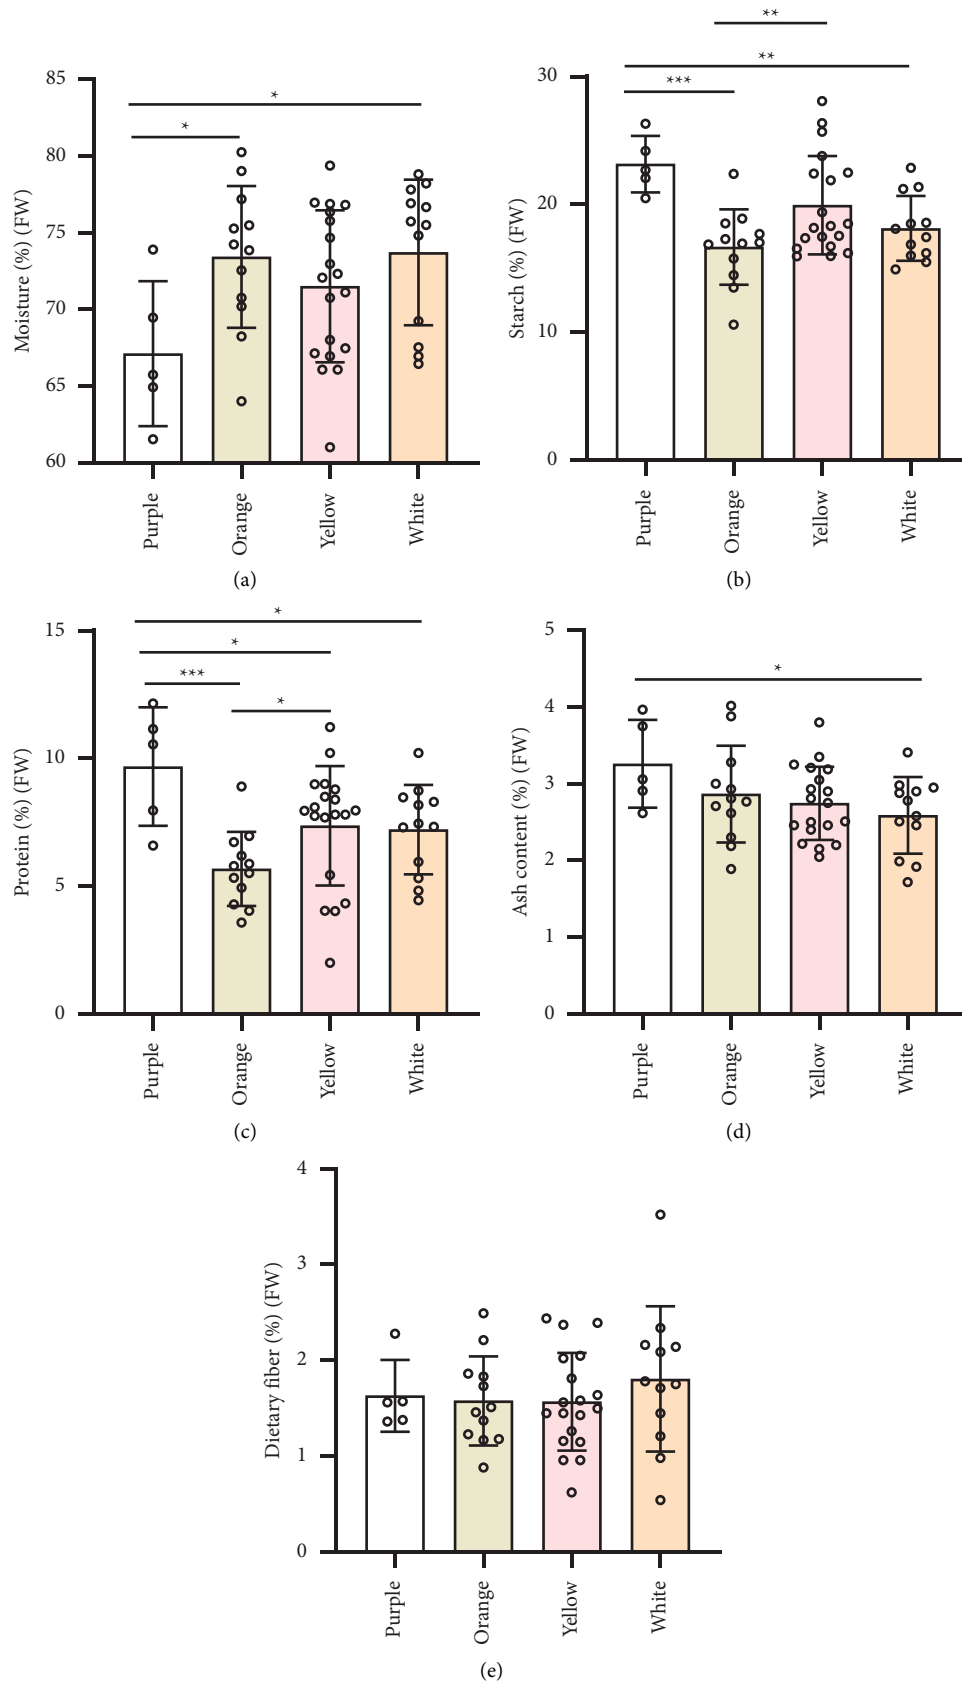 Moisture (%) (FW)
85
80
75
70
65
60
*
*
Purple
Orange
Yellow
White
(a)
Starch (%) (FW)
30
20
10
0
**
**
***
Purple
Orange
Yellow
White
(b)
Protein (%) (FW)
15
10
5
0
*
*
***
*
Purple
Orange
Yellow
White
(c)
Ash content (%) (FW)
5
4
3
2
1
0
*
Purple
Orange
Yellow
White
(d)
Dietary fiber (%) (FW)
4
3
2
1
0
Purple
Orange
Yellow
White
(e)